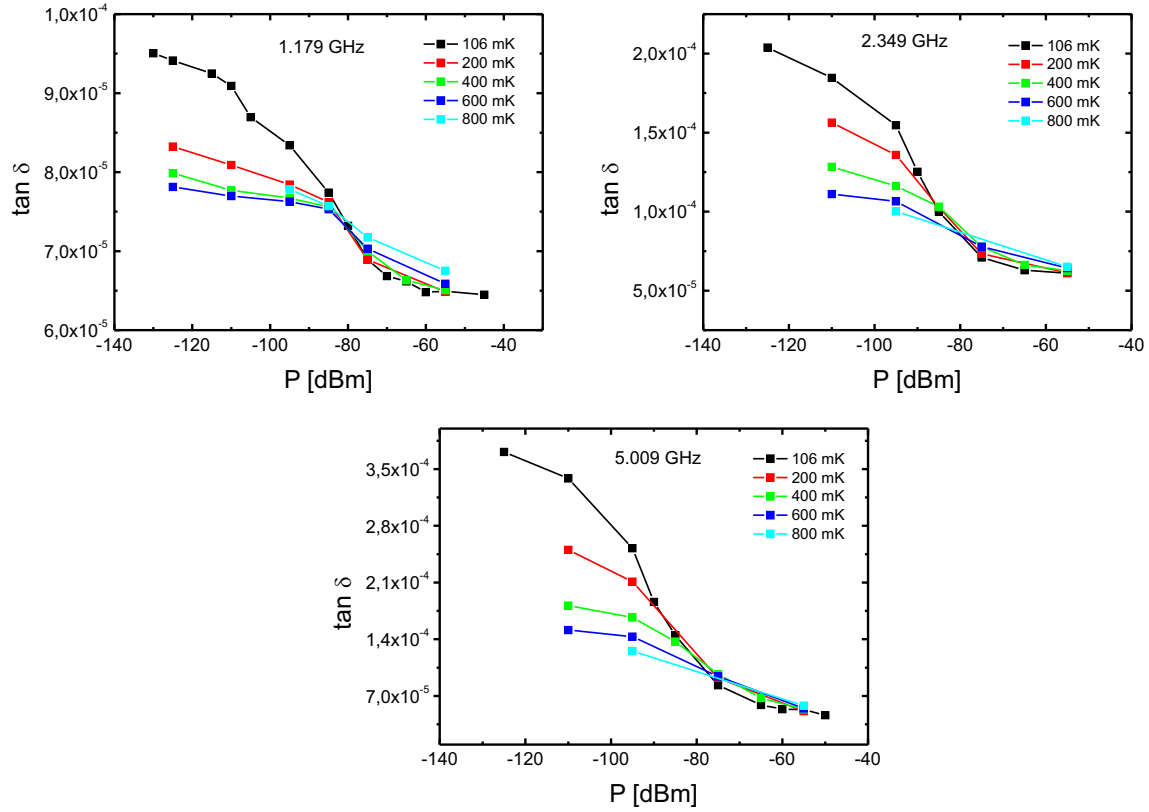 1,0x10⁻⁴
9,0x10⁻⁵
8,0x10⁻⁵
7,0x10⁻⁵
6,0x10⁻⁵
tan δ
1.179 GHz
106 mK
200 mK
400 mK
600 mK
800 mK
-140 -120 -100 -80 -60 -40
P [dBm]
2,0x10⁻⁴
1,5x10⁻⁴
1,0x10⁻⁴
5,0x10⁻⁵
tan δ
2.349 GHz
106 mK
200 mK
400 mK
600 mK
800 mK
-140 -120 -100 -80 -60 -40
P [dBm]
3,5x10⁻⁴
2,8x10⁻⁴
2,1x10⁻⁴
1,4x10⁻⁴
7,0x10⁻⁵
tan δ
5.009 GHz
106 mK
200 mK
400 mK
600 mK
800 mK
-140 -120 -100 -80 -60 -40
P [dBm]